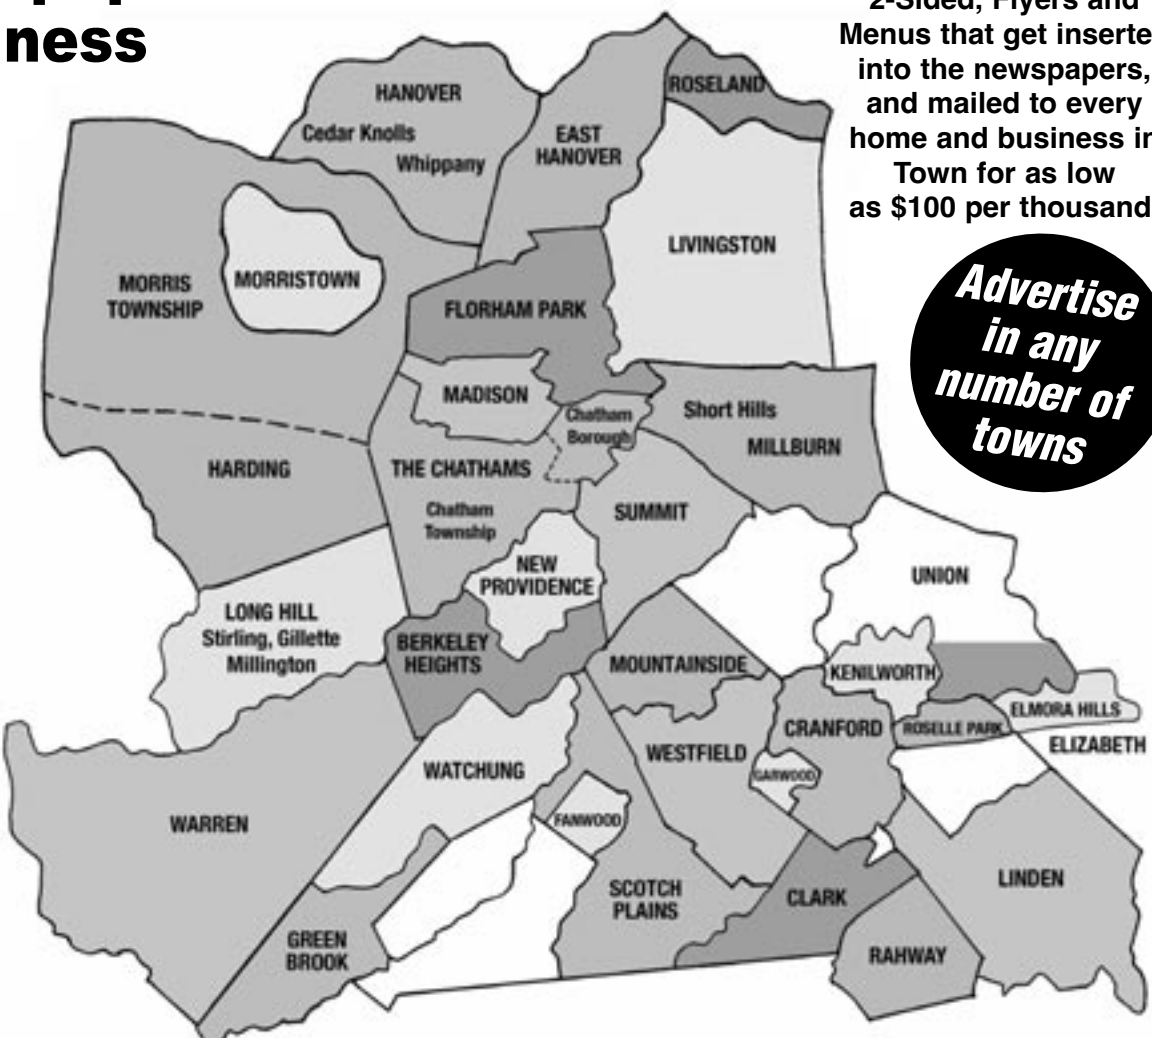 ness
2-Sided, Flyers and
Menus that get inserte
into the newspapers,
and mailed to every
home and business in
Town for as low
as $100 per thousand
Advertise
in any
number of
towns
HANOVER
Cedar Knolls
Whippany
EAST
HANOVER
ROSELAND
LIVINGSTON
MORRIS
TOWNSHIP
MORRISTOWN
FLORHAM PARK
MADISON
Chatham
Borough
Short Hills
MILLBURN
HARDING
THE CHATHAMS
Chatham
Township
SUMMIT
NEW
PROVIDENCE
UNION
LONG HILL
Stirling, Gillette
Millington
BERKELEY
HEIGHTS
MOUNTAINSIDE
KENILWORTH
ELMORA HILLS
ROSELLE PARK
ELIZABETH
CRANFORD
WESTFIELD
GARWOOD
WATCHUNG
FANWOOD
WARREN
SCOTCH
PLAINS
CLARK
LINDEN
GREEN
BROOK
RAHWAY